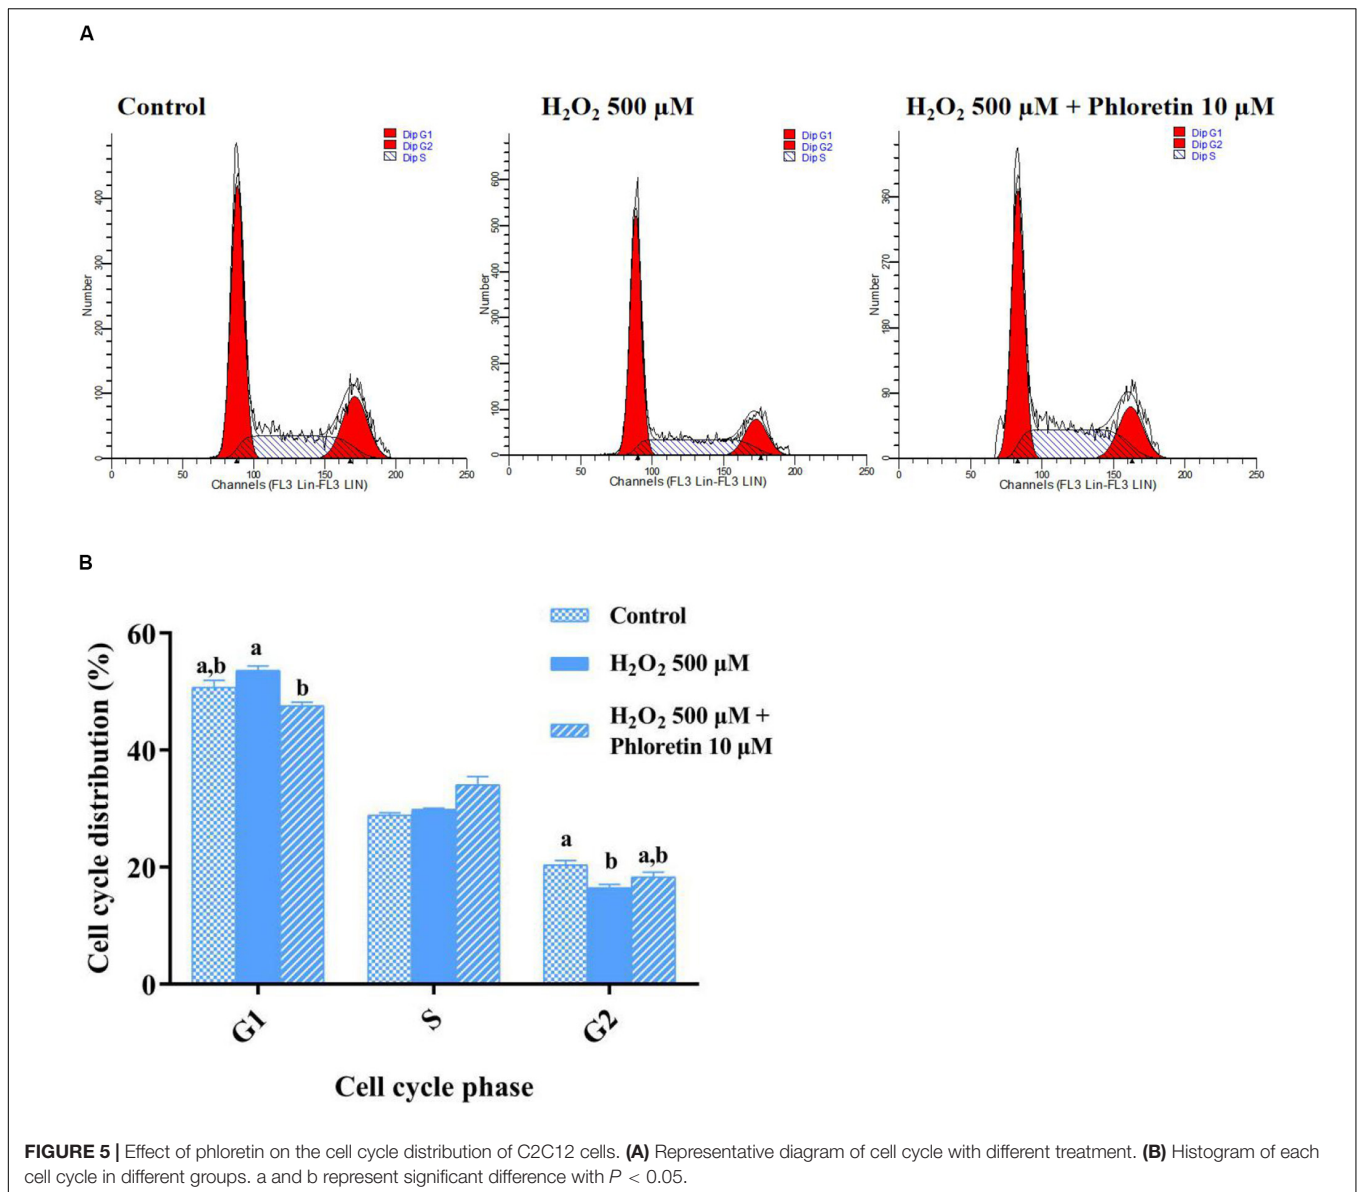 A
Control
H₂O₂ 500 µM
H₂O₂ 500 µM + Phloretin 10 µM
Dip G1
Dip G2
Dip S
Number
0 100 200 300 400
0 50 100 150 200 250
Channels (FL3 Lin-FL3 LIN)
Dip G1
Dip G2
Dip S
Number
0 100 200 300 400 500 600
0 50 100 150 200 250
Channels (FL3 Lin-FL3 LIN)
Dip G1
Dip G2
Dip S
Number
0 90 180 270 360
0 50 100 150 200 250
Channels (FL3 Lin-FL3 LIN)
B
Control
H₂O₂ 500 µM
H₂O₂ 500 µM +
Phloretin 10 µM
Cell cycle distribution (%)
60
40
20
0
a,b a b
a b a,b
G1 S G2
Cell cycle phase
FIGURE 5 | Effect of phloretin on the cell cycle distribution of C2C12 cells. (A) Representative diagram of cell cycle with different treatment. (B) Histogram of each
cell cycle in different groups. a and b represent significant difference with P < 0.05.